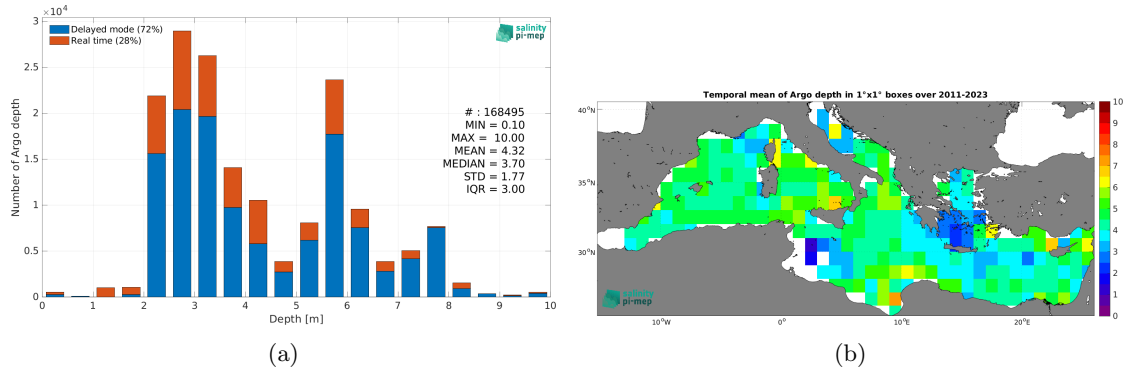 ×10⁴
3
2.5
2
1.5
1
0.5
0
Number of Argo depth
Delayed mode (72%)
Real time (28%)
salinity
pi-mep
# : 168495
MIN = 0.10
MAX = 10.00
MEAN = 4.32
MEDIAN = 3.70
STD = 1.77
IQR = 3.00
0 1 2 3 4 5 6 7 8 9 10
Depth [m]
(a)
Temporal mean of Argo depth in 1°x1° boxes over 2011-2023
40°N
35°N
30°N
10°W 0° 10°E 20°E
salinity
pi-mep
10
9
8
7
6
5
4
3
2
1
0
(b)